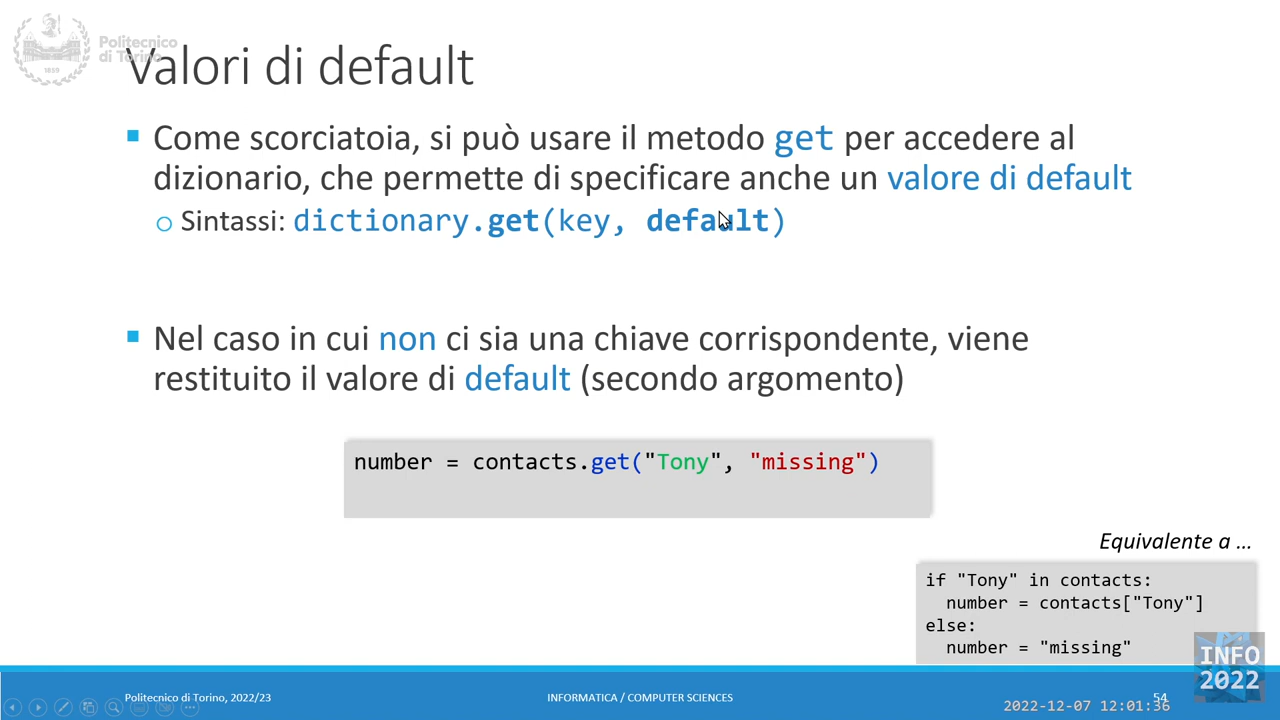 Politecnico
di Torino
1859
Valori di default
Come scorciatoia, si può usare il metodo get per accedere al
dizionario, che permette di specificare anche un valore di default
Sintassi: dictionary.get(key, default)
Nel caso in cui non ci sia una chiave corrispondente, viene
restituito il valore di default (secondo argomento)
number = contacts.get("Tony", "missing")
Equivalente a …
if "Tony" in contacts:
  number = contacts["Tony"]
else:
  number = "missing"
INFO
2022
Politecnico di Torino, 2022/23
INFORMATICA / COMPUTER SCIENCES
54
2022-12-07 12:01:36